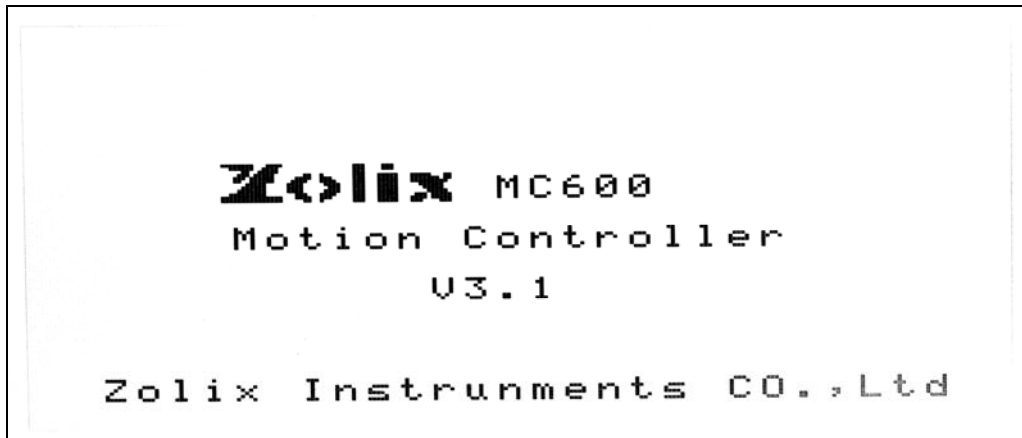 Zolix MC600
Motion Controller
V3.1
Zolix Instrunments CO.,Ltd